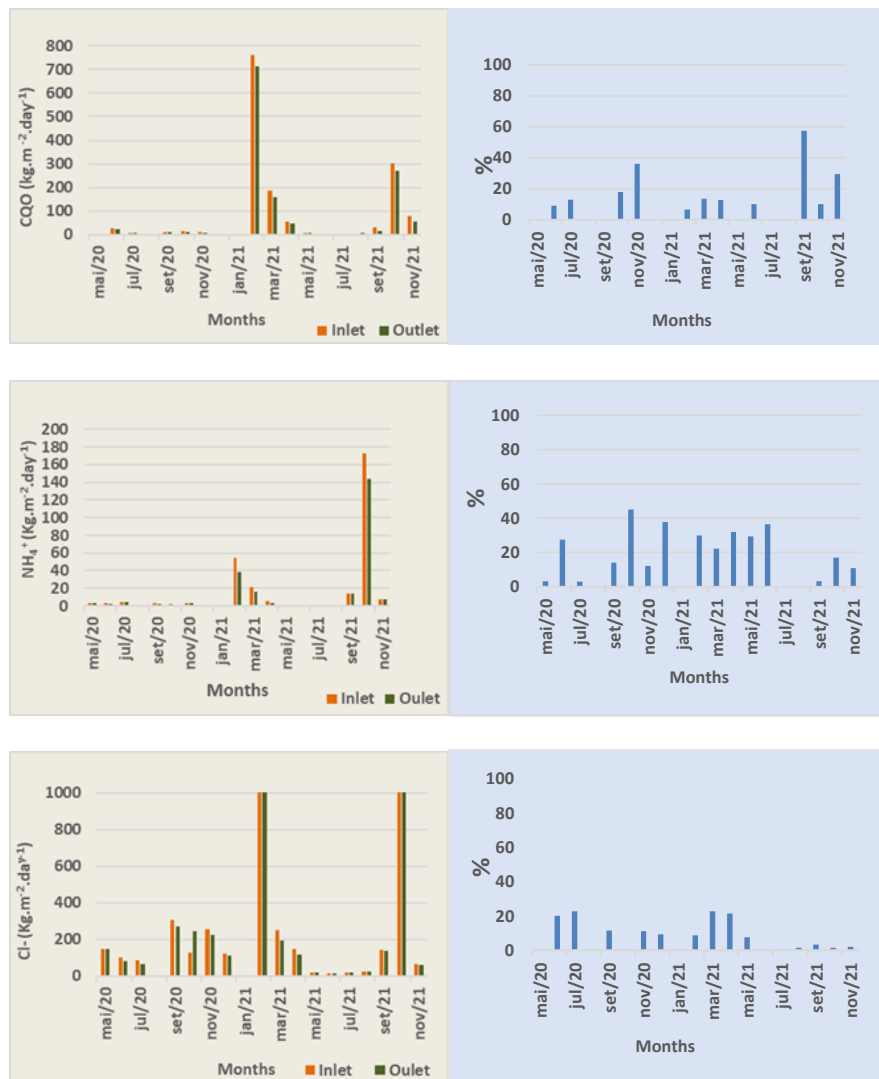 800
700
600
500
400
300
200
100
0
CQO (kg.m⁻².day⁻¹)
mai/20
jul/20
set/20
nov/20
jan/21
mar/21
mai/21
jul/21
set/21
nov/21
Months
Inlet
Outlet
100
80
60
40
20
0
%
mai/20
jul/20
set/20
nov/20
jan/21
mar/21
mai/21
jul/21
set/21
nov/21
Months
200
180
160
140
120
100
80
60
40
20
0
NH₄⁺ (Kg.m⁻².day⁻¹)
mai/20
jul/20
set/20
nov/20
jan/21
mar/21
mai/21
jul/21
set/21
nov/21
Months
Inlet
Oulet
100
80
60
40
20
0
%
mai/20
jul/20
set/20
nov/20
jan/21
mar/21
mai/21
jul/21
set/21
nov/21
Months
1000
800
600
400
200
0
Cl- (Kg.m⁻².daʸ⁻¹)
mai/20
jul/20
set/20
nov/20
jan/21
mar/21
mai/21
jul/21
set/21
nov/21
Months
Inlet
Oulet
100
80
60
40
20
0
%
mai/20
jul/20
set/20
nov/20
jan/21
mar/21
mai/21
jul/21
set/21
nov/21
Months